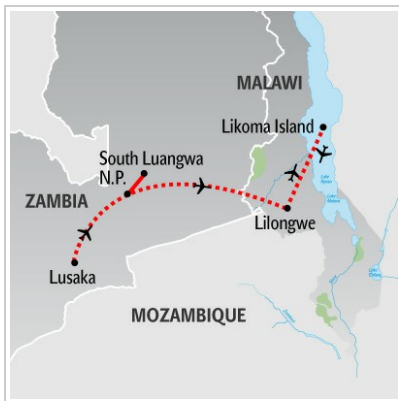 MALAWI
Likoma Island
South Luangwa
N.P.
ZAMBIA
Lilongwe
Lusaka
MOZAMBIQUE